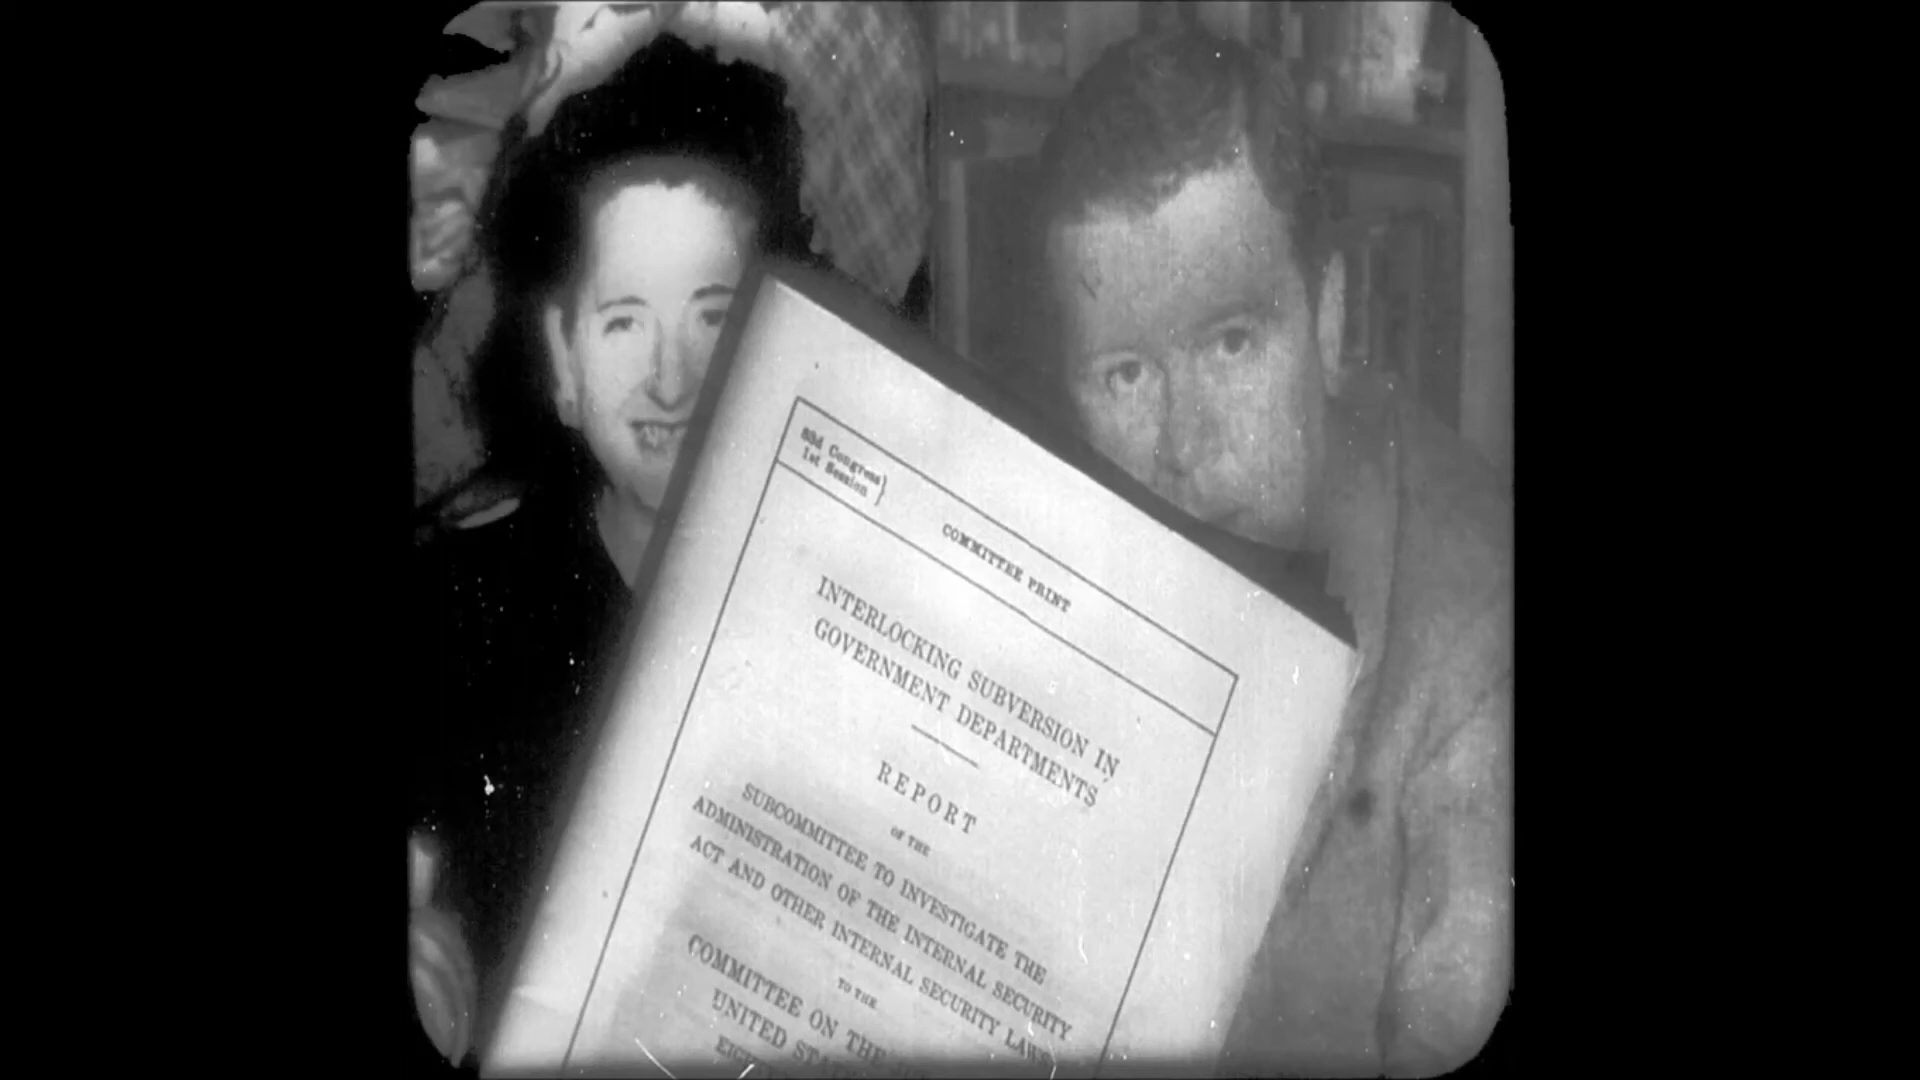 83d Congress
1st Session
COMMITTEE PRINT
INTERLOCKING SUBVERSION IN
GOVERNMENT DEPARTMENTS
REPORT
OF THE
SUBCOMMITTEE TO INVESTIGATE THE
ADMINISTRATION OF THE INTERNAL SECURITY
ACT AND OTHER INTERNAL SECURITY LAWS
TO THE
COMMITTEE ON THE
UNITED